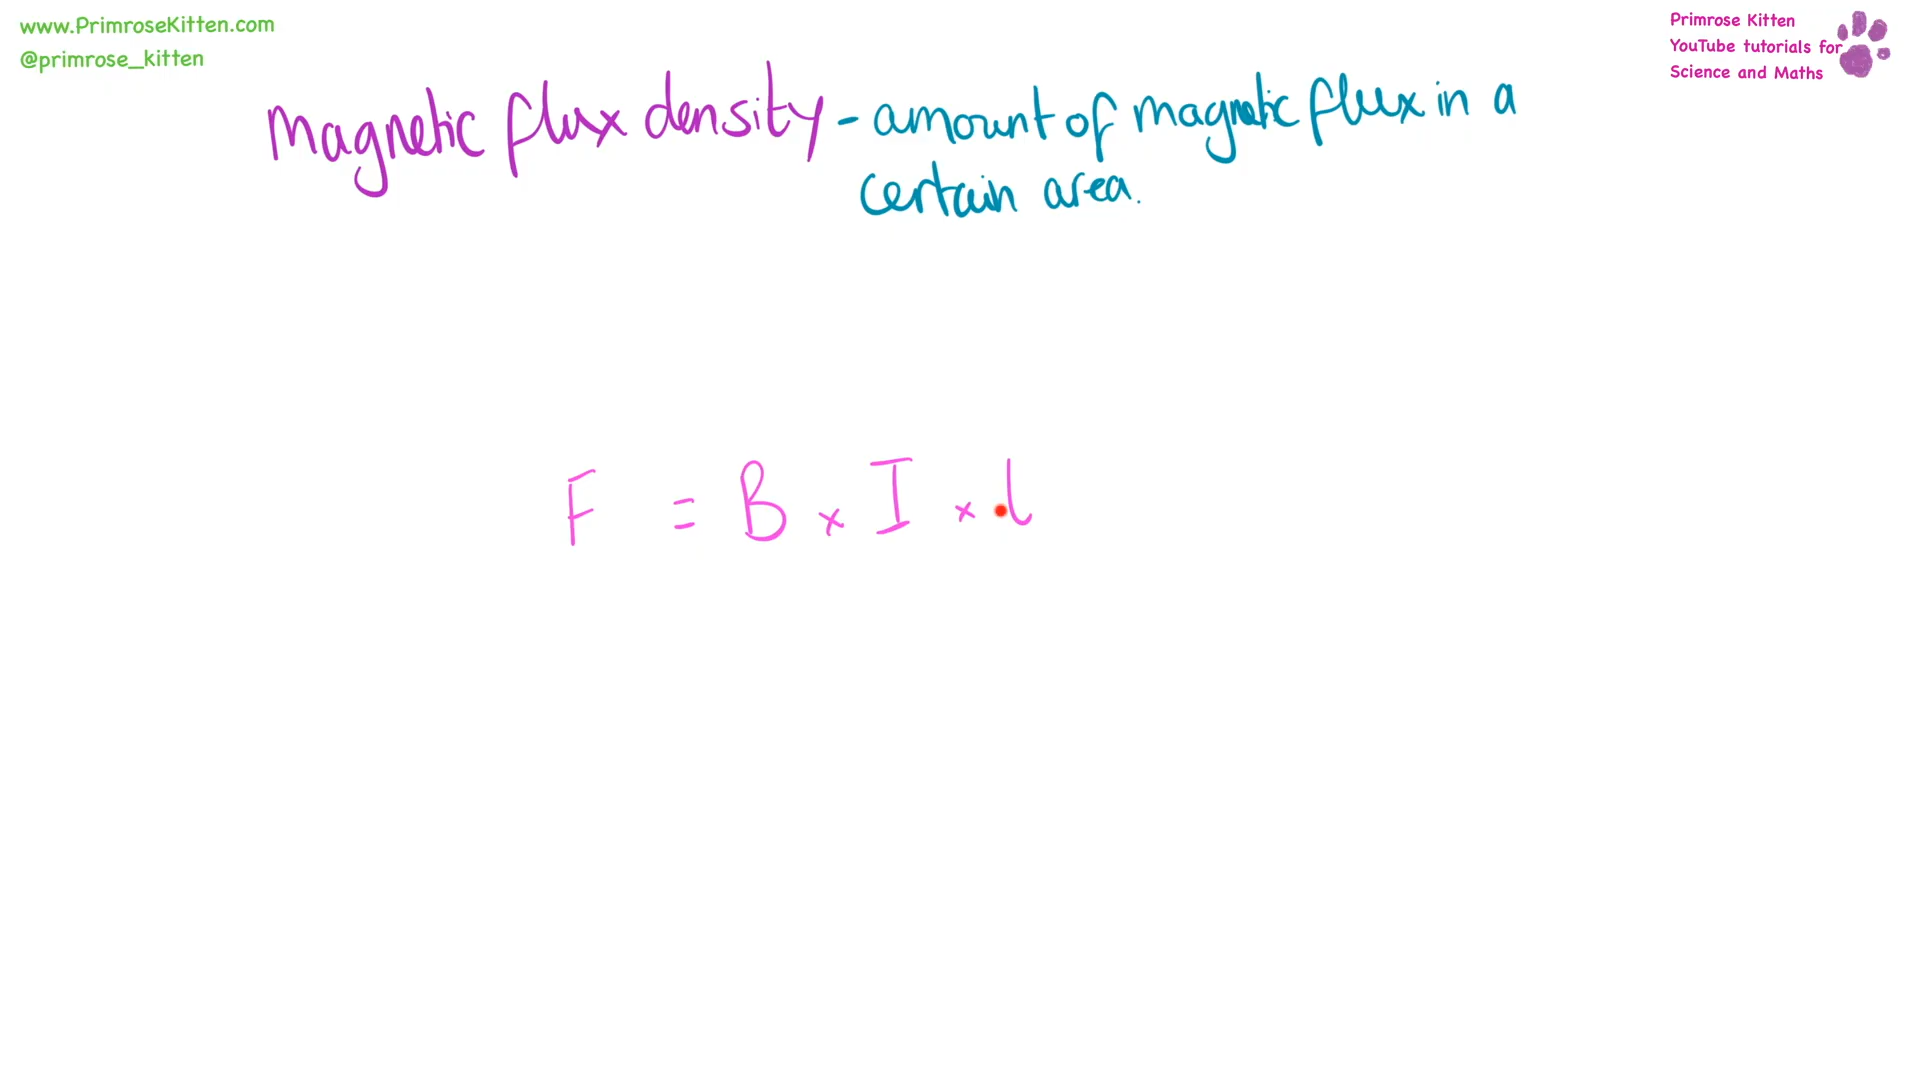 www.PrimroseKitten.com
@primrose_kitten
Primrose Kitten
YouTube tutorials for
Science and Maths
Magnetic flux density - amount of magnetic flux in a
certain area.
F = B × I × l